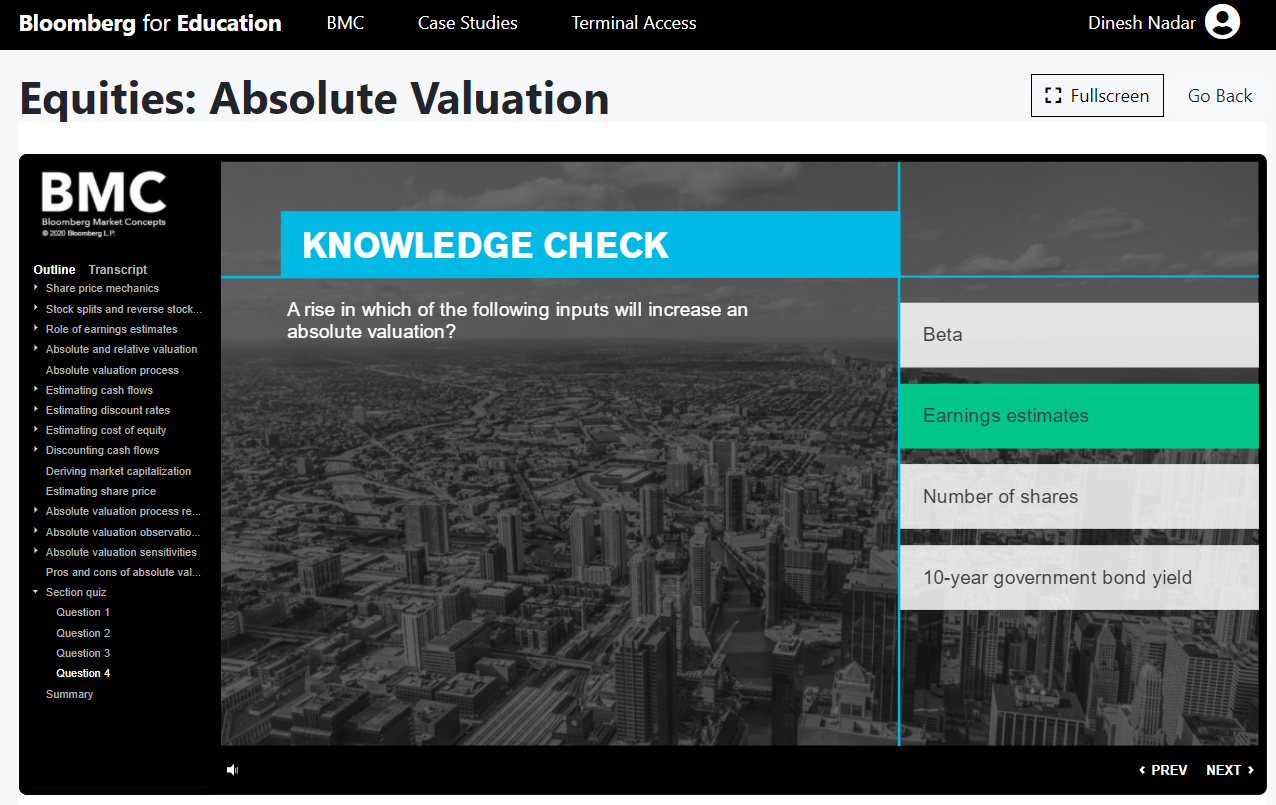 Bloomberg for Education
BMC
Case Studies
Terminal Access
Dinesh Nadar
Equities: Absolute Valuation
Fullscreen
Go Back
BMC
Bloomberg Market Concepts
© 2020 Bloomberg L.P.
Outline
Transcript
Share price mechanics
Stock splits and reverse stock...
Role of earnings estimates
Absolute and relative valuation
Absolute valuation process
Estimating cash flows
Estimating discount rates
Estimating cost of equity
Discounting cash flows
Deriving market capitalization
Estimating share price
Absolute valuation process re...
Absolute valuation observatio...
Absolute valuation sensitivities
Pros and cons of absolute val...
Section quiz
Question 1
Question 2
Question 3
Question 4
Summary
KNOWLEDGE CHECK
A rise in which of the following inputs will increase an
absolute valuation?
Beta
Earnings estimates
Number of shares
10-year government bond yield
PREV
NEXT